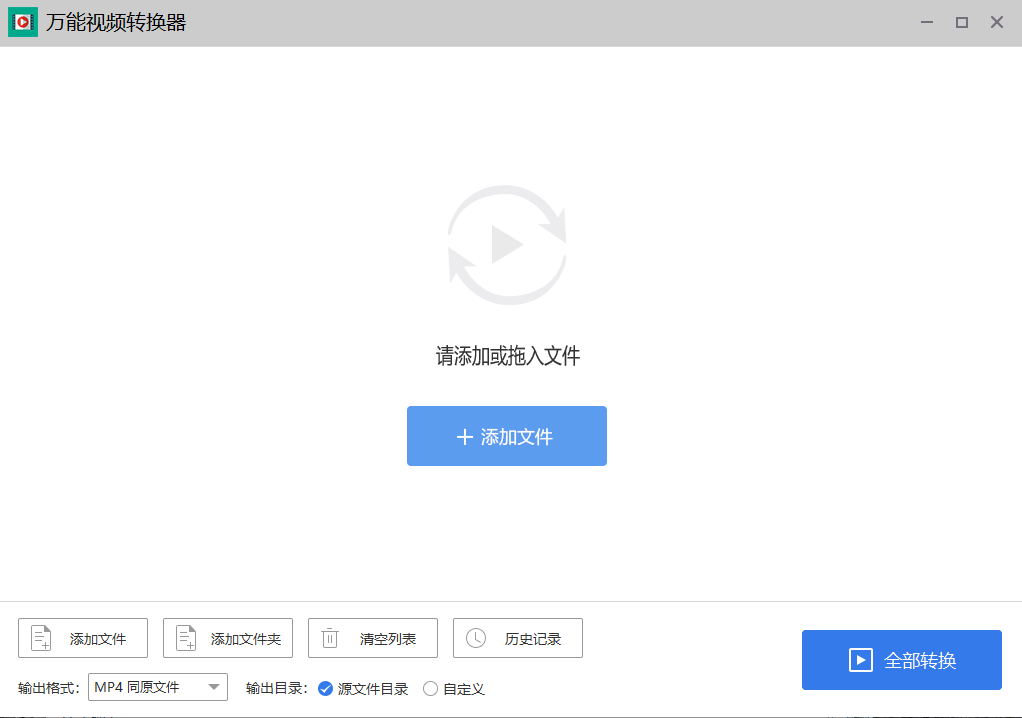 万能视频转换器
请添加或拖入文件
添加文件
添加文件 添加文件夹 清空列表 历史记录
全部转换
输出格式: MP4 同原文件 输出目录: 源文件目录 自定义